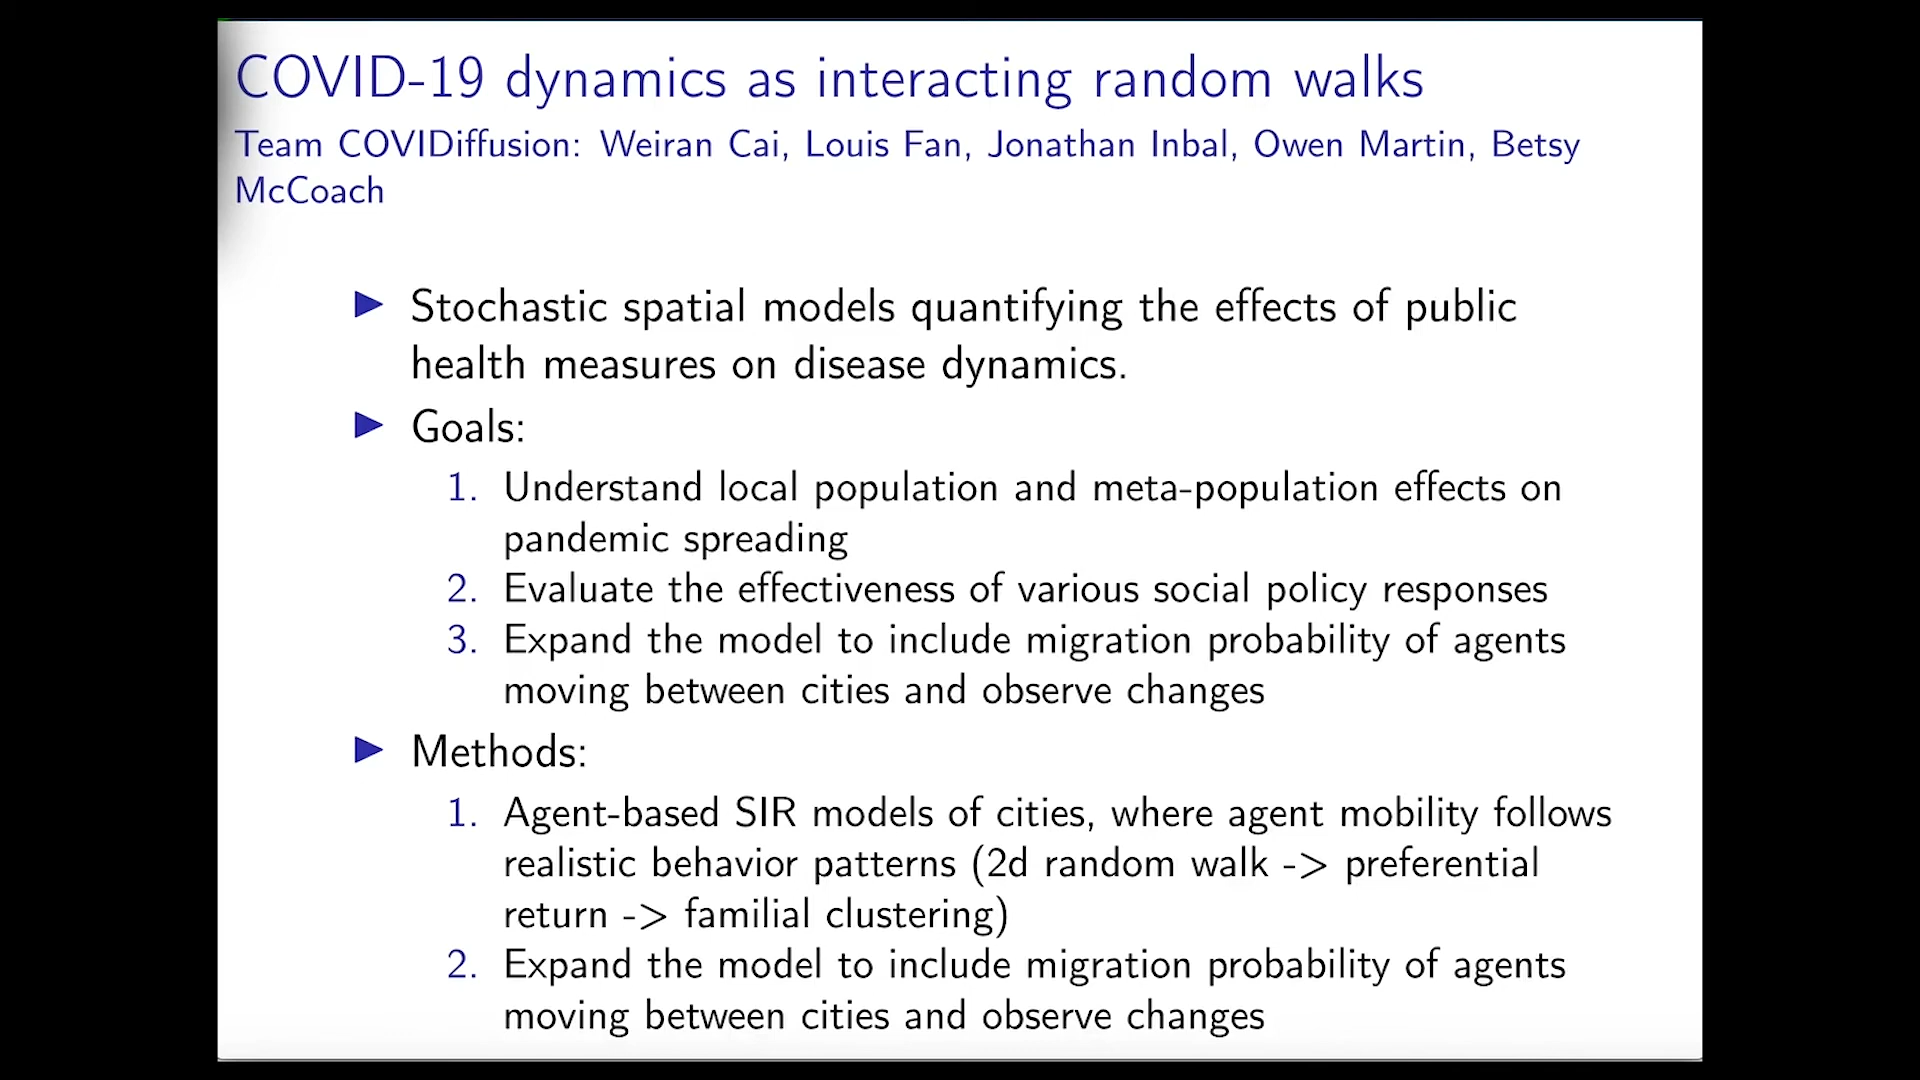 COVID-19 dynamics as interacting random walks
Team COVIDiffusion: Weiran Cai, Louis Fan, Jonathan Inbal, Owen Martin, Betsy
McCoach
Stochastic spatial models quantifying the effects of public
health measures on disease dynamics.
Goals:
1. Understand local population and meta-population effects on
pandemic spreading
2. Evaluate the effectiveness of various social policy responses
3. Expand the model to include migration probability of agents
moving between cities and observe changes
Methods:
1. Agent-based SIR models of cities, where agent mobility follows
realistic behavior patterns (2d random walk -> preferential
return -> familial clustering)
2. Expand the model to include migration probability of agents
moving between cities and observe changes